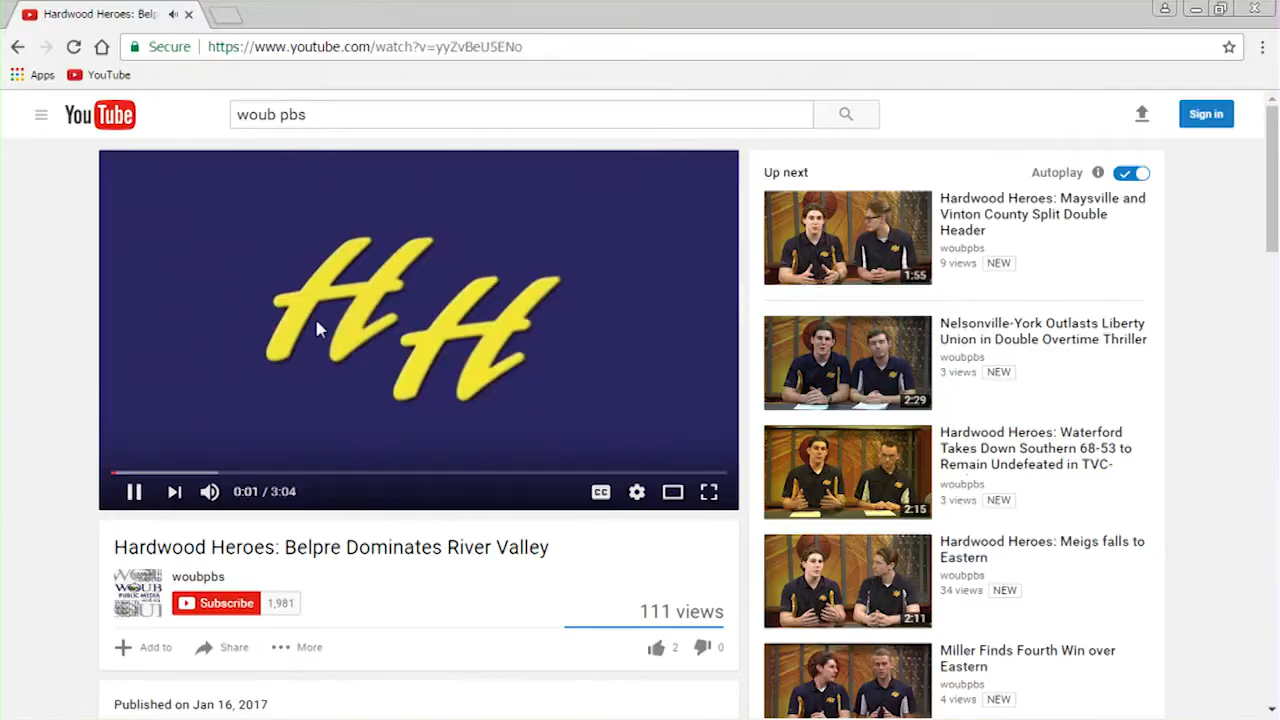 Hardwood Heroes: Belp
Secure https://www.youtube.com/watch?v=yyZvBeUSENo
Apps YouTube
YouTube
woub pbs
Sign in
HH
0:01 / 3:04
CC
Hardwood Heroes: Belpre Dominates River Valley
WOUB
PUBLIC MEDIA
woubpbs
Subscribe 1,981
111 views
Add to Share More 2 0
Published on Jan 16, 2017
Up next Autoplay
1:55
Hardwood Heroes: Maysville and
Vinton County Split Double
Header
woubpbs
9 views NEW
2:29
Nelsonville-York Outlasts Liberty
Union in Double Overtime Thriller
woubpbs
3 views NEW
2:15
Hardwood Heroes: Waterford
Takes Down Southern 68-53 to
Remain Undefeated in TVC-
woubpbs
3 views NEW
2:11
Hardwood Heroes: Meigs falls to
Eastern
woubpbs
34 views NEW
Miller Finds Fourth Win over
Eastern
woubpbs
4 views NEW